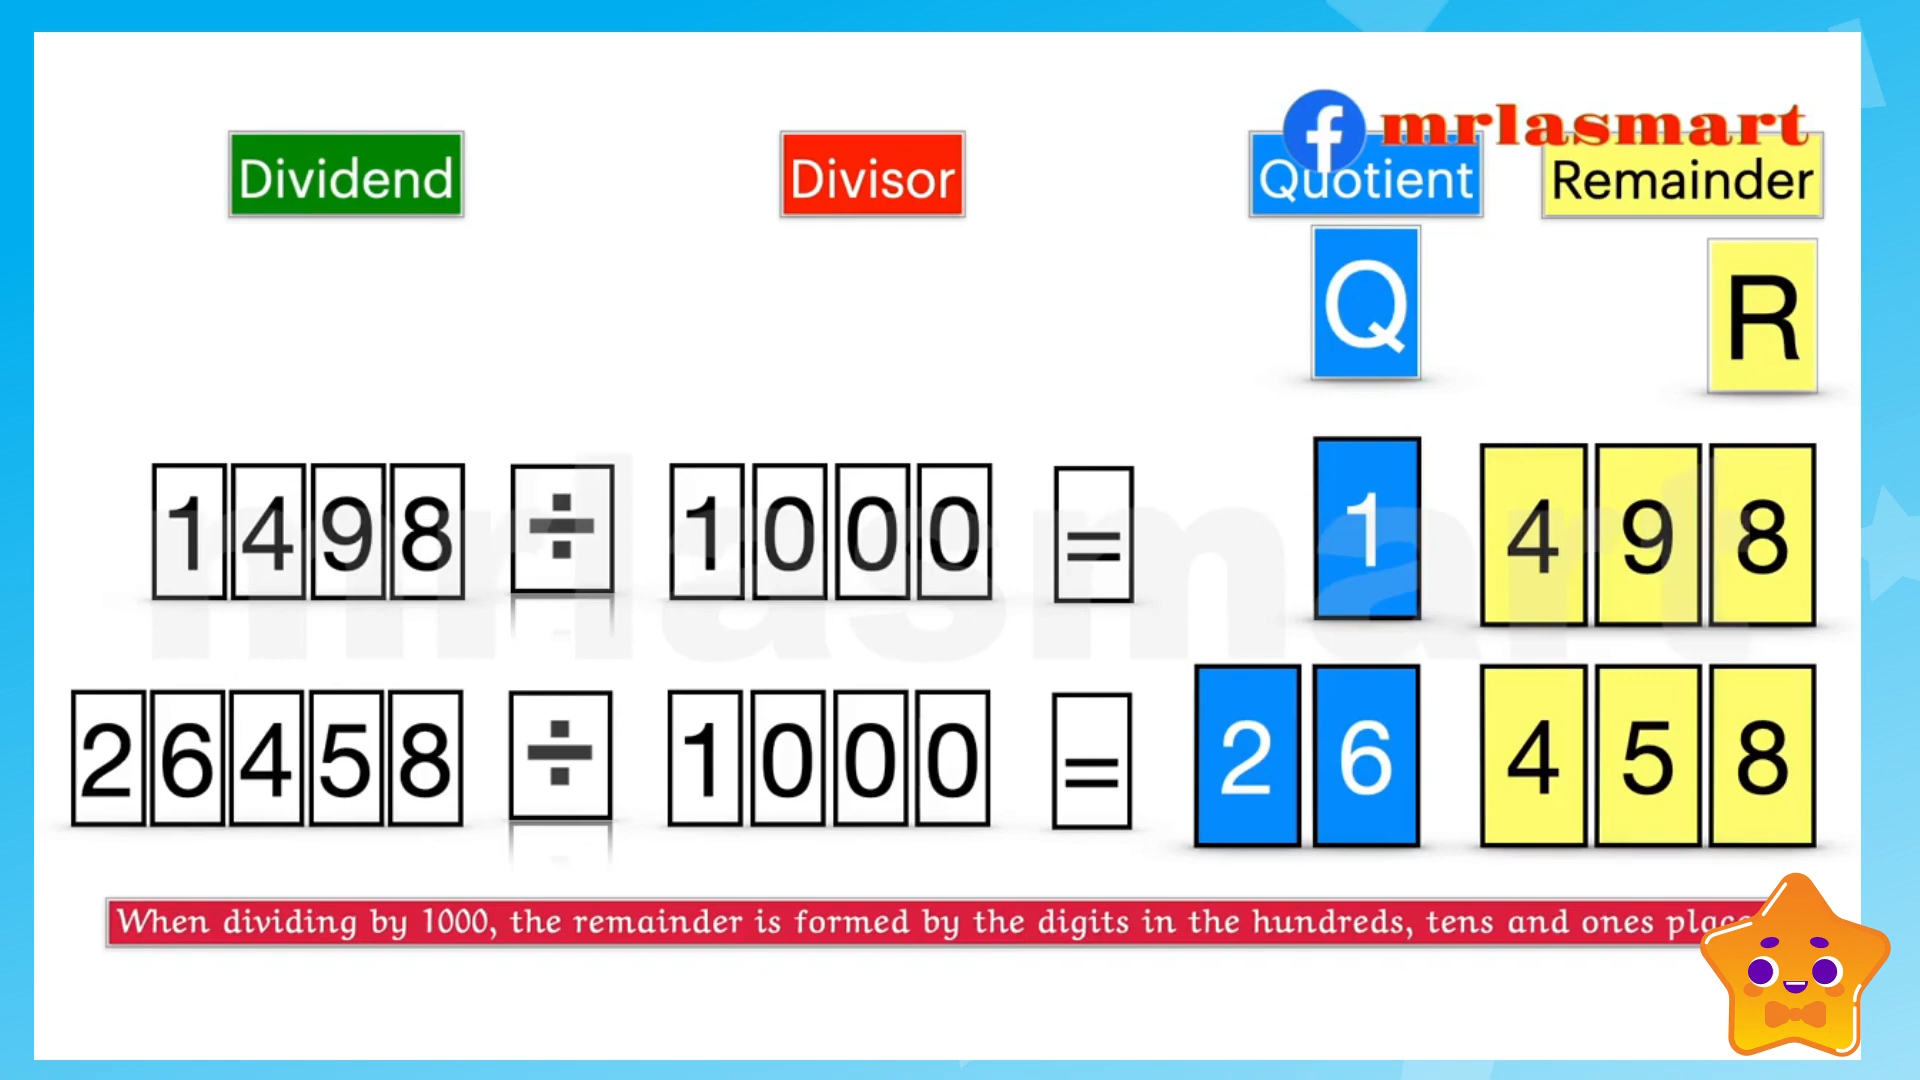 mrlasmart
Dividend Divisor Quotient Remainder
Q R
1498 ÷ 1000 = 1 498
26458 ÷ 1000 = 26 458
mrlasmart
When dividing by 1000, the remainder is formed by the digits in the hundreds, tens and ones